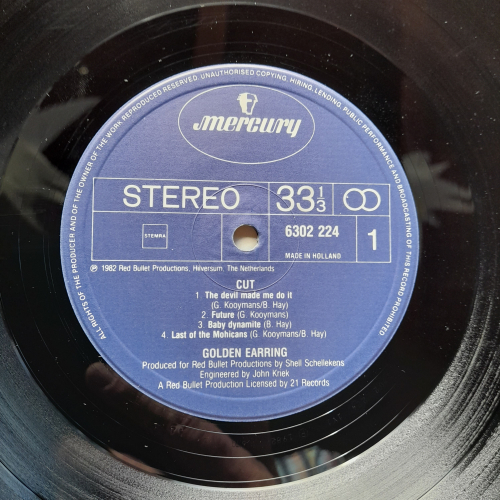 ALL RIGHTS OF THE PRODUCER AND OF THE OWNER OF THE WORK REPRODUCED RESERVED. UNAUTHORISED COPYING, HIRING, LENDING, PUBLIC PERFORMANCE AND BROADCASTING OF THIS RECORD PROHIBITED
mercury
STEREO 33 1/3
STEMRA
6302 224
1
MADE IN HOLLAND
℗ 1982 Red Bullet Productions, Hilversum, The Netherlands
CUT
1. The devil made me do it
(G. Kooymans/B. Hay)
2. Future (G. Kooymans)
3. Baby dynamite (B. Hay)
4. Last of the Mohicans (G. Kooymans/B. Hay)
GOLDEN EARRING
Produced for Red Bullet Productions by Shell Schellekens
Engineered by John Kriek
A Red Bullet Production Licensed by 21 Records